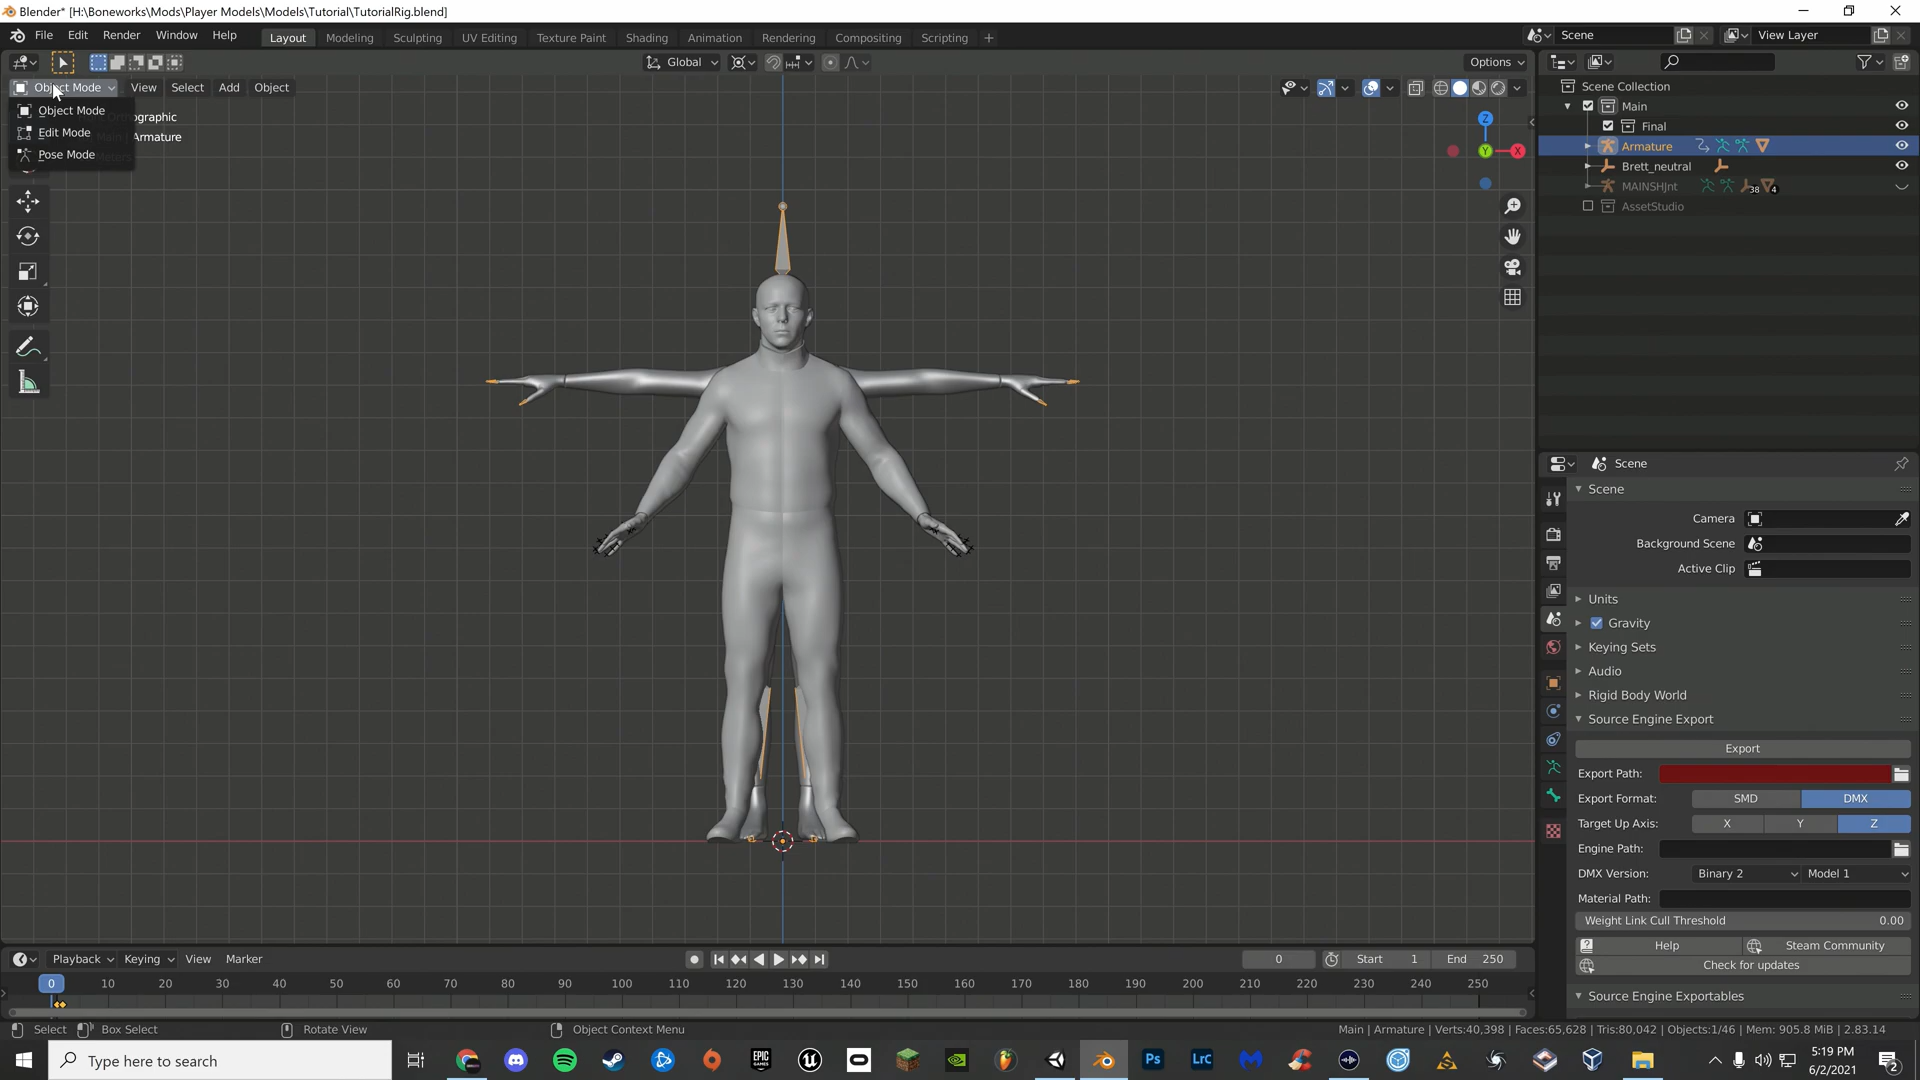 Blender* [H:\Boneworks\Mods\Player Models\Models\Tutorial\TutorialRig.blend]
File Edit Render Window Help Layout Modeling Sculpting UV Editing Texture Paint Shading Animation Rendering Compositing Scripting + Scene View Layer
Global Options
Object Mode View Select Add Object
Object Mode
Edit Mode
Pose Mode
ographic
Armature
Z
Y
X
Scene Collection
Main
Final
Armature
Brett_neutral
MAINSHJnt 38 4
AssetStudio
Scene
Scene
Camera
Background Scene
Active Clip
Units
Gravity
Keying Sets
Audio
Rigid Body World
Source Engine Export
Export
Export Path:
Export Format: SMD DMX
Target Up Axis: X Y Z
Engine Path:
DMX Version: Binary 2 Model 1
Material Path:
Weight Link Cull Threshold 0.00
Help Steam Community
Check for updates
Source Engine Exportables
Playback Keying View Marker 0 Start 1 End 250
0 10 20 30 40 50 60 70 80 90 100 110 120 130 140 150 160 170 180 190 200 210 220 230 240 250
Select Box Select Rotate View Object Context Menu Main | Armature | Verts:40,398 | Faces:65,628 | Tris:80,042 | Objects:1/46 | Mem: 905.8 MiB | 2.83.14
Type here to search
EPIC GAMES
Ps
LrC
5:19 PM
6/2/2021
2